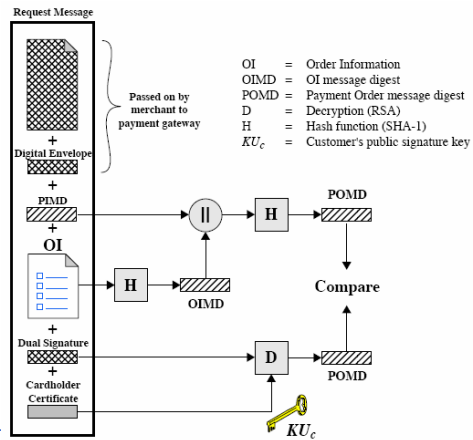 Request Message
Passed on by
merchant to
payment gateway
OI = Order Information
OIMD = OI message digest
POMD = Payment Order message digest
D = Decryption (RSA)
H = Hash function (SHA-1)
KUc = Customer's public signature key
+
Digital Envelope
+
PIMD
+
OI
||
H
POMD
H
OIMD
Compare
+
Dual Signature
D
POMD
+
Cardholder
Certificate
KUc